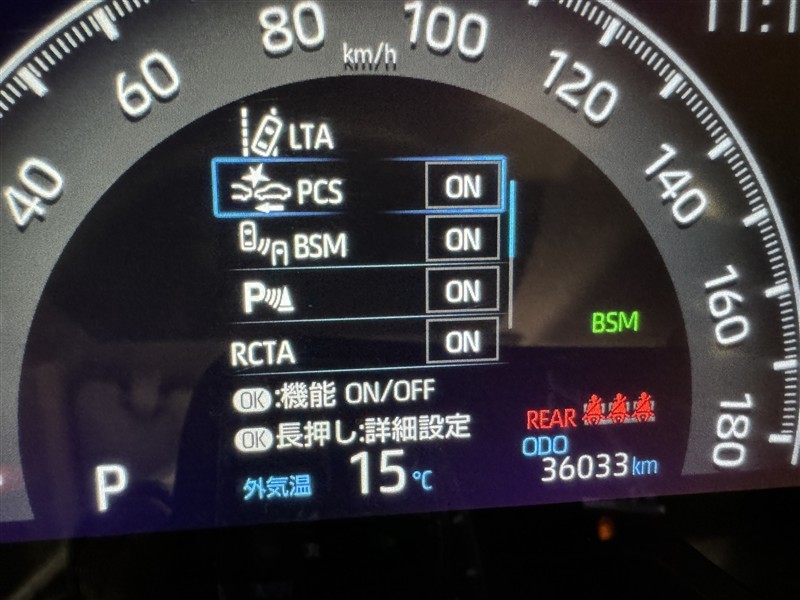 11:1
80
100
km/h
60
120
40
LTA
140
PCS ON
BSM ON
P ON
160
RCTA ON
BSM
OK:機能 ON/OFF
OK長押し:詳細設定
REAR
180
ODO
36033km
外気温 15℃
P